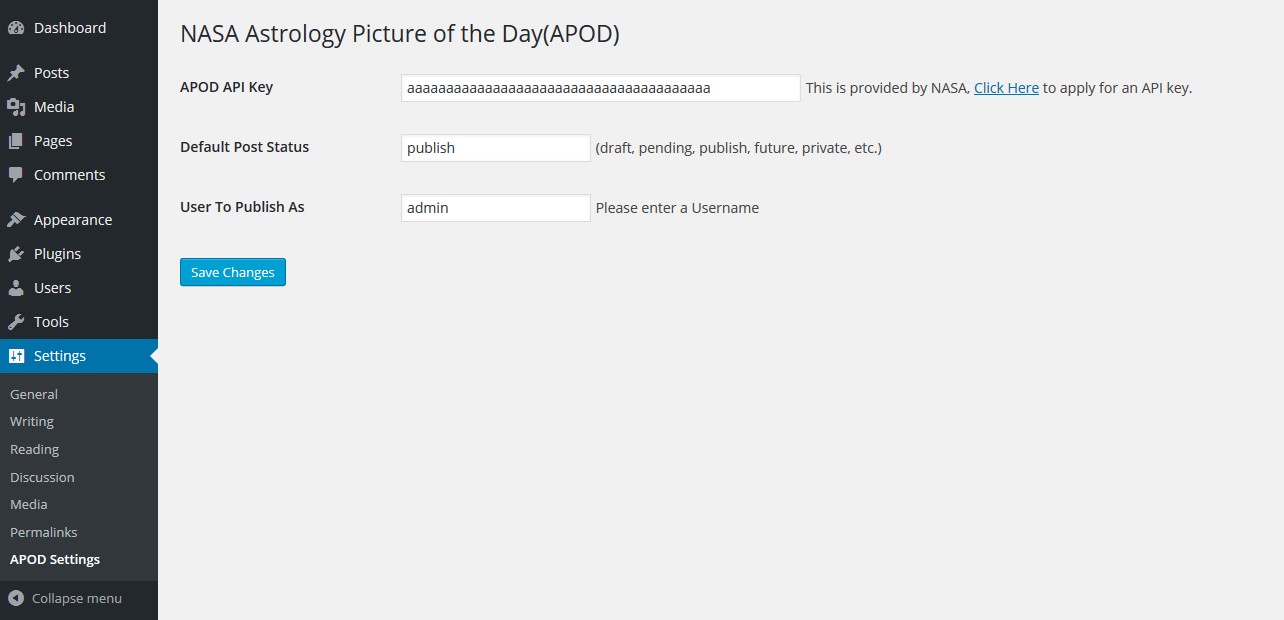 Dashboard
Posts
Media
Pages
Comments
Appearance
Plugins
Users
Tools
Settings
General
Writing
Reading
Discussion
Media
Permalinks
APOD Settings
Collapse menu
NASA Astrology Picture of the Day(APOD)
APOD API Key aaaaaaaaaaaaaaaaaaaaaaaaaaaaaaaaaaaaaaaa This is provided by NASA, Click Here to apply for an API key.
Default Post Status publish (draft, pending, publish, future, private, etc.)
User To Publish As admin Please enter a Username
Save Changes